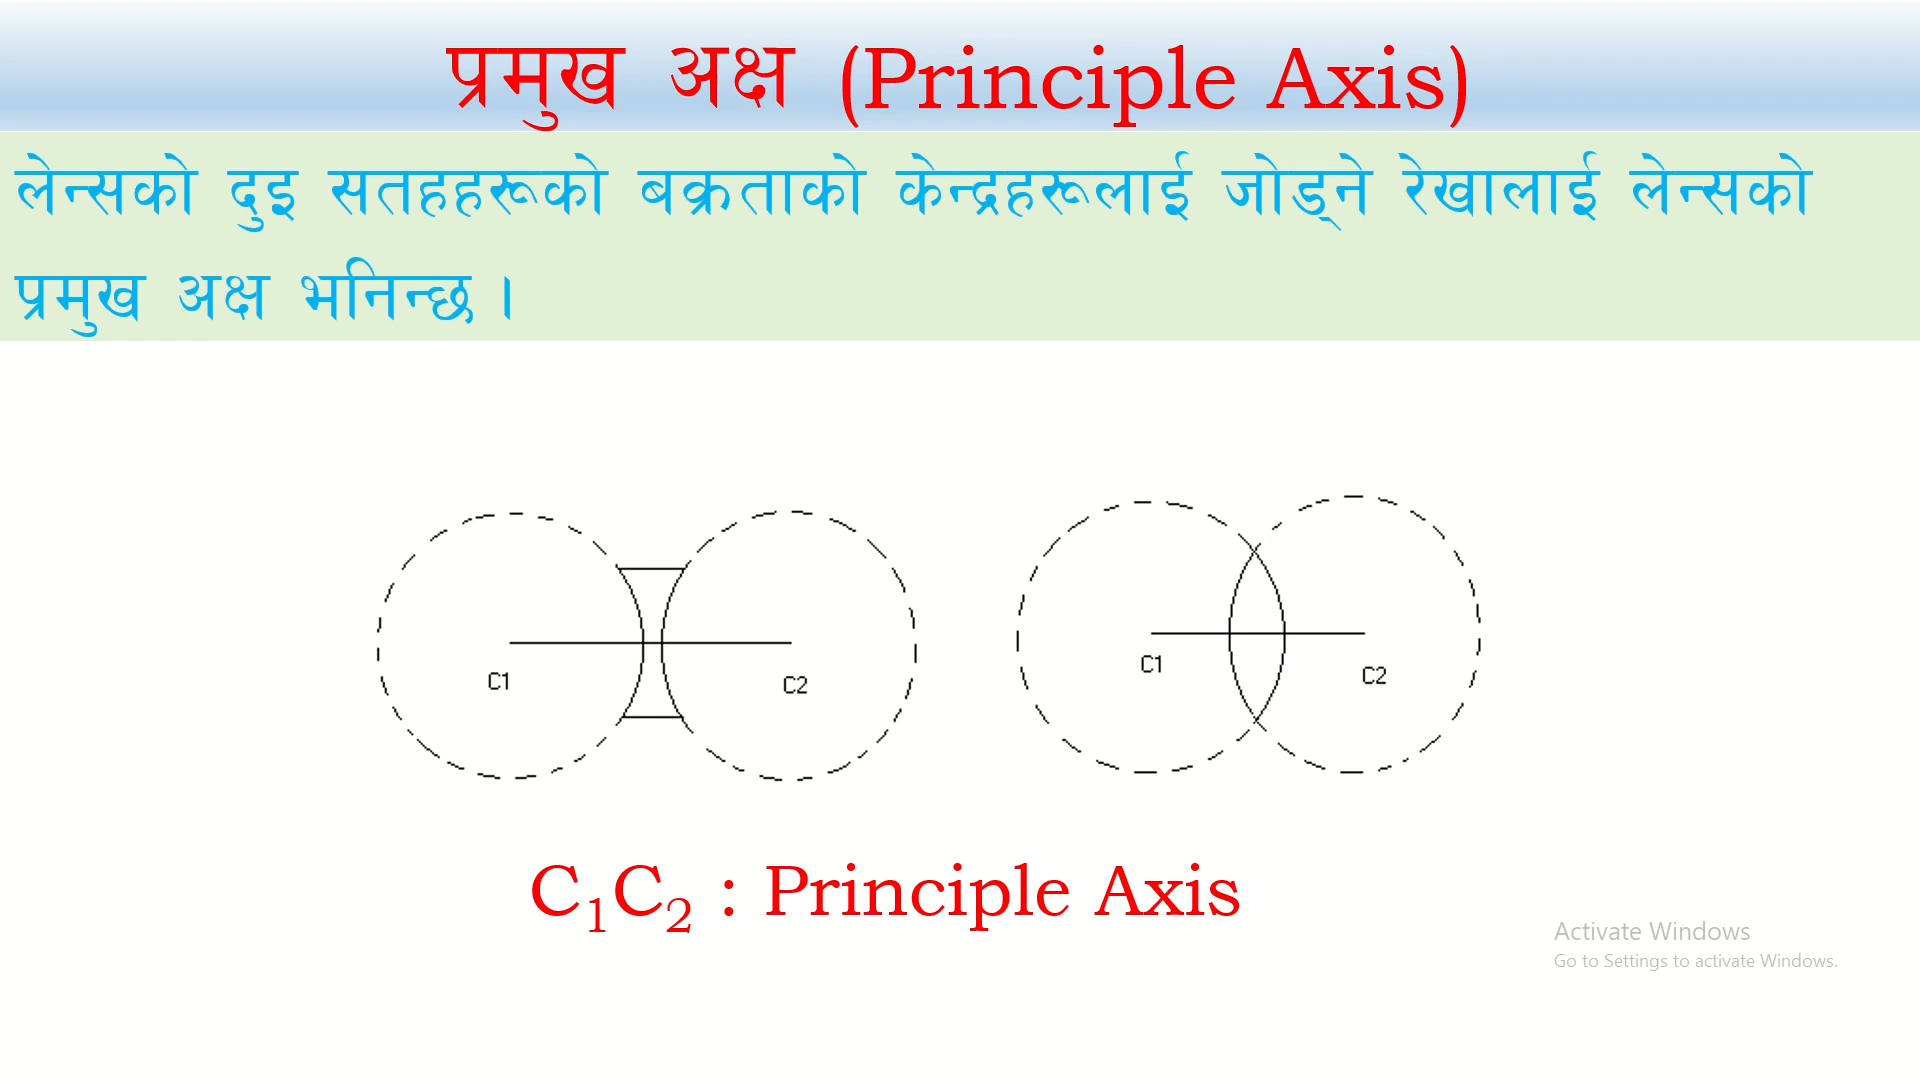 प्रमुख अक्ष (Principle Axis)
लेन्सको दुइ सतहहरूको बक्रताको केन्द्रहरूलाई जोड्ने रेखालाई लेन्सको
प्रमुख अक्ष भनिन्छ ।
C1
C2
C1
C2
C₁C₂ : Principle Axis
Activate Windows
Go to Settings to activate Windows.